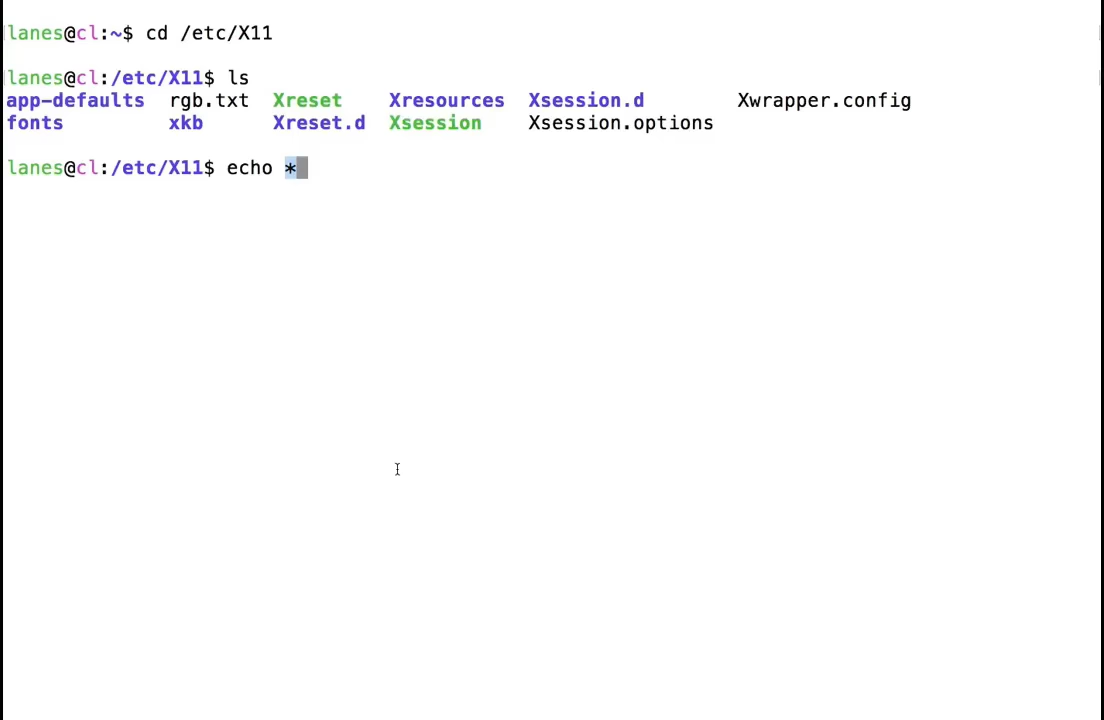 lanes@cl:~$ cd /etc/X11
lanes@cl:/etc/X11$ ls
app-defaults rgb.txt Xreset Xresources Xsession.d Xwrapper.config
fonts xkb Xreset.d Xsession Xsession.options
lanes@cl:/etc/X11$ echo *